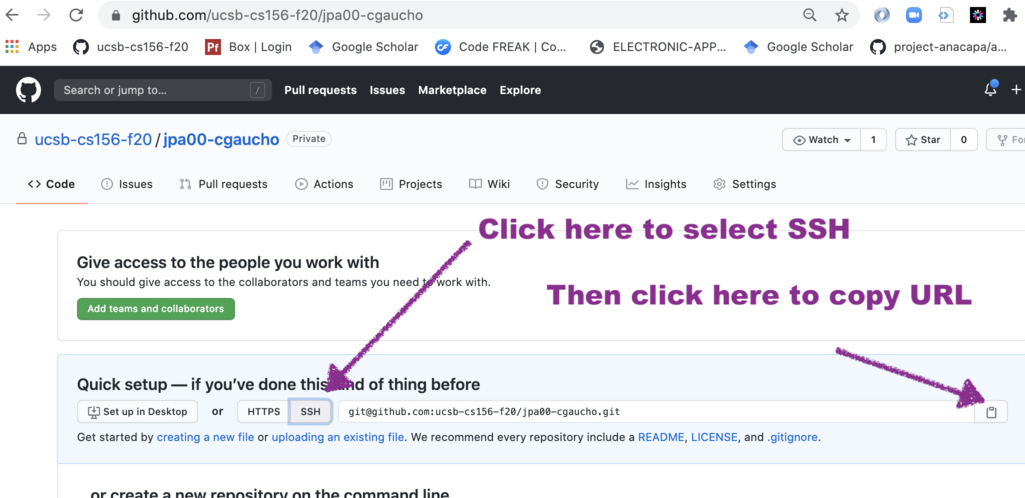 github.com/ucsb-cs156-f20/jpa00-cgaucho
Apps ucsb-cs156-f20 Box | Login Google Scholar Code FREAK | Co... ELECTRONIC-APP... Google Scholar project-anacapa/a...
Search or jump to... / Pull requests Issues Marketplace Explore
ucsb-cs156-f20 / jpa00-cgaucho Private Watch 1 Star 0 Fo
Code Issues Pull requests Actions Projects Wiki Security Insights Settings
Click here to select SSH
Give access to the people you work with
You should give access to the collaborators and teams you need to work with.
Then click here to copy URL
Add teams and collaborators
Quick setup — if you've done this kind of thing before
Set up in Desktop or HTTPS SSH git@github.com:ucsb-cs156-f20/jpa00-cgaucho.git
Get started by creating a new file or uploading an existing file. We recommend every repository include a README, LICENSE, and .gitignore.
or create a new repository on the command line